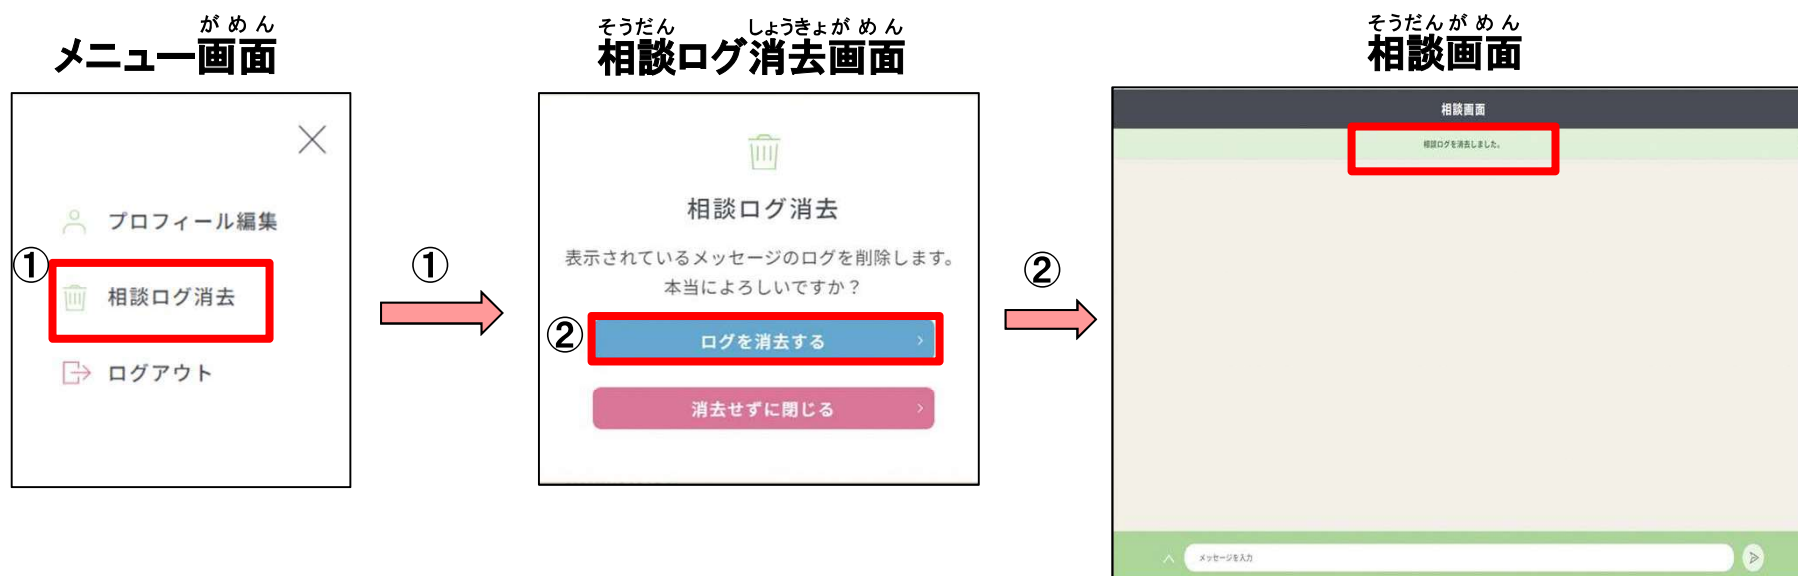 がめん
メニュー画面
①
プロフィール編集
相談ログ消去
ログアウト
①
そうだん しょうきょがめん
相談ログ消去画面
相談ログ消去
表示されているメッセージのログを削除します。
本当によろしいですか？
②
ログを消去する
消去せずに閉じる
②
そうだんがめん
相談画面
相談画面
相談ログを消去しました。
メッセージを入力